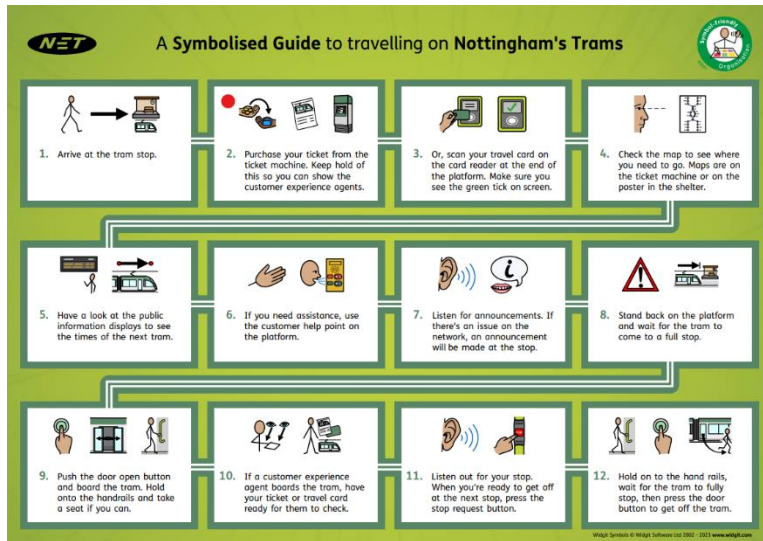 NET
A Symbolised Guide to travelling on Nottingham's Trams
Symbol-friendly
Organisation
1. Arrive at the tram stop.
2. Purchase your ticket from the
ticket machine. Keep hold of
this so you can show the
customer experience agents.
3. Or, scan your travel card on
the card reader at the end of
the platform. Make sure you
see the green tick on screen.
4. Check the map to see where
you need to go. Maps are on
the ticket machine or on the
poster in the shelter.
5. Have a look at the public
information displays to see
the times of the next tram.
6. If you need assistance, use
the customer help point on
the platform.
7. Listen for announcements. If
there's an issue on the
network, an announcement
will be made at the stop.
8. Stand back on the platform
and wait for the tram to
come to a full stop.
9. Push the door open button
and board the tram. Hold
onto the handrails and take
a seat if you can.
10. If a customer experience
agent boards the tram, have
your ticket or travel card
ready for them to check.
11. Listen out for your stop.
When you're ready to get off
at the next stop, press the
stop request button.
12. Hold on to the hand rails,
wait for the tram to fully
stop, then press the door
button to get off the tram.
Widgit Symbols © Widgit Software Ltd 2002 - 2023 www.widgit.com